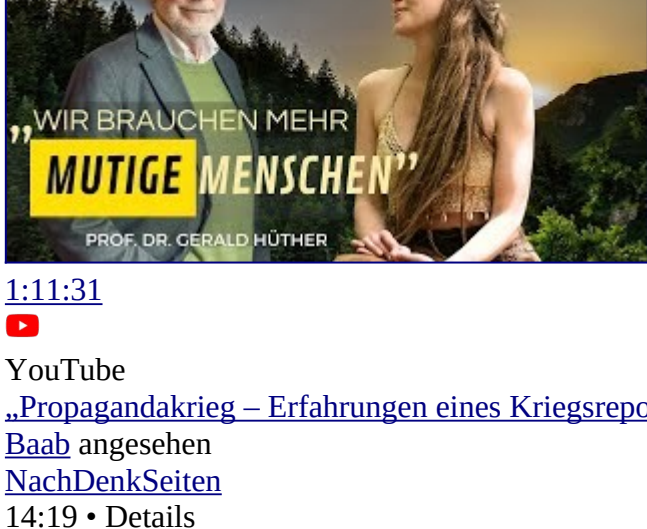 „WIR BRAUCHEN MEHR
MUTIGE MENSCHEN”
PROF. DR. GERALD HÜTHER
1:11:31
YouTube
„Propagandakrieg – Erfahrungen eines Kriegsrepo
Baab angesehen
NachDenkSeiten
14:19 • Details